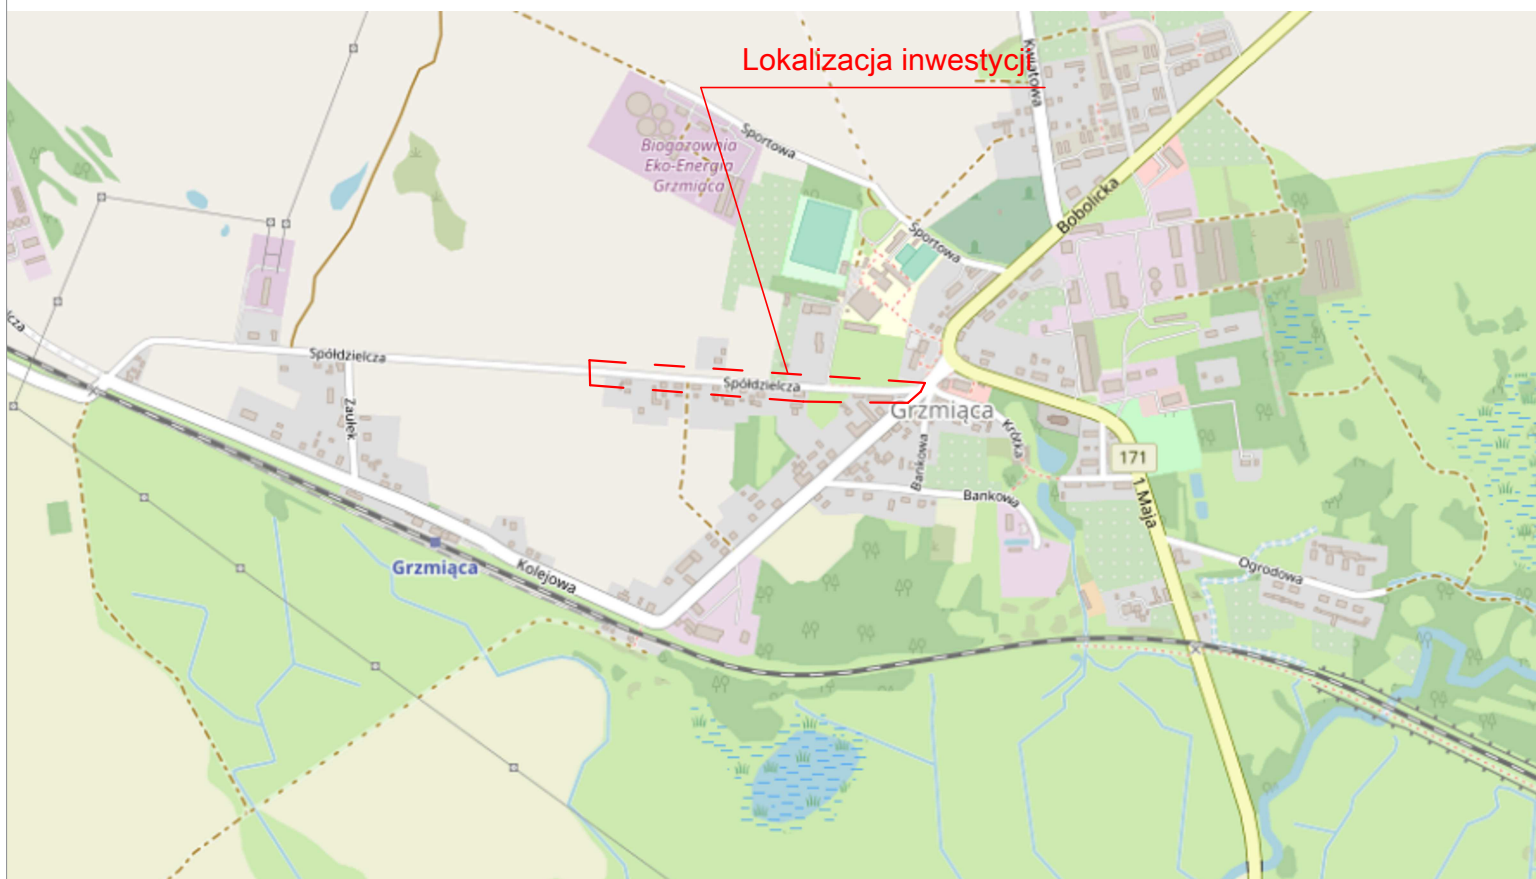 Lokalizacja inwestycji
Kwiatowa
Sportowa
Biogazownia
Eko-Energia
Grzmiąca
Bobolicka
Sportowa
Spółdzielcza
Spółdzielcza
Zaułek
Grzmiąca
Krótka
Bankowa
171
Bankowa
1 Maja
Grzmiąca
Kolejowa
Ogrodowa